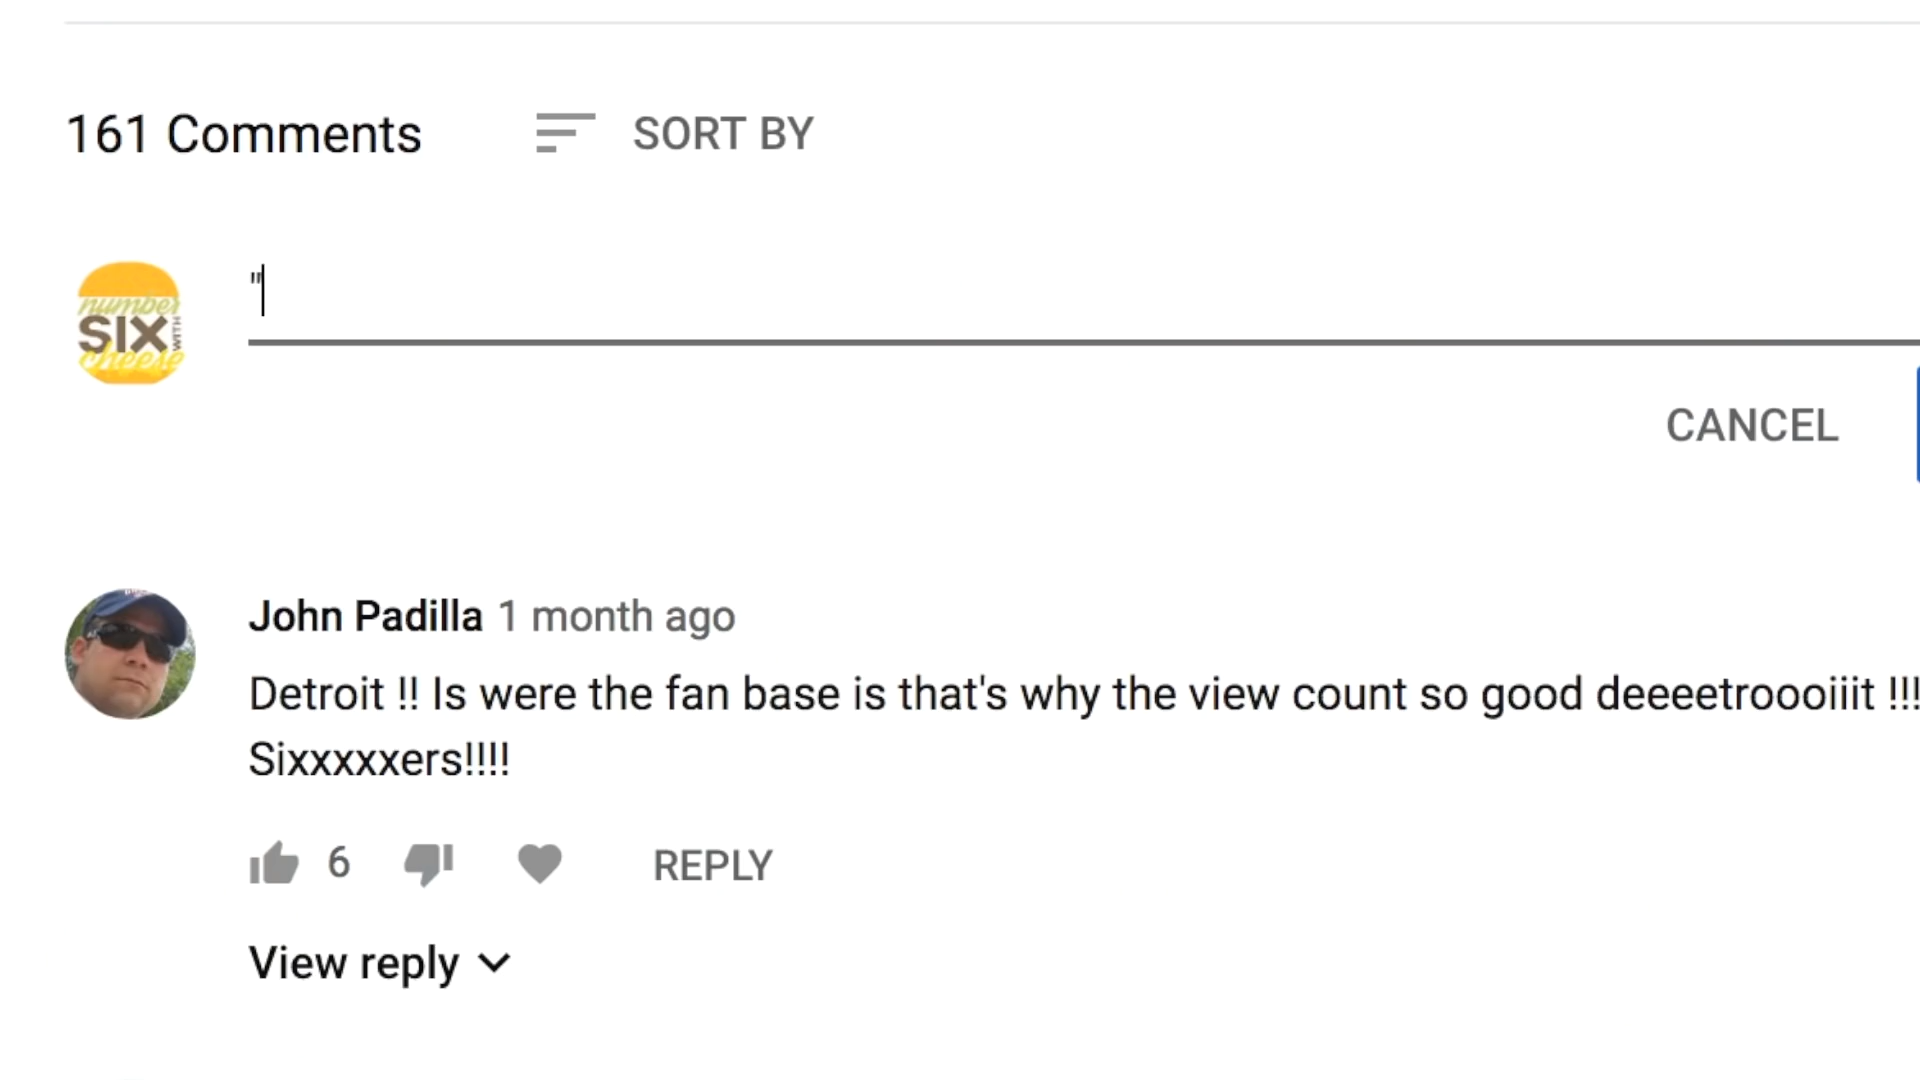 161 Comments SORT BY
number
SIX WITH
cheese
"
CANCEL
John Padilla 1 month ago
Detroit !! Is were the fan base is that's why the view count so good deeeetroooiiit !!!
Sixxxxxers!!!!
6 REPLY
View reply